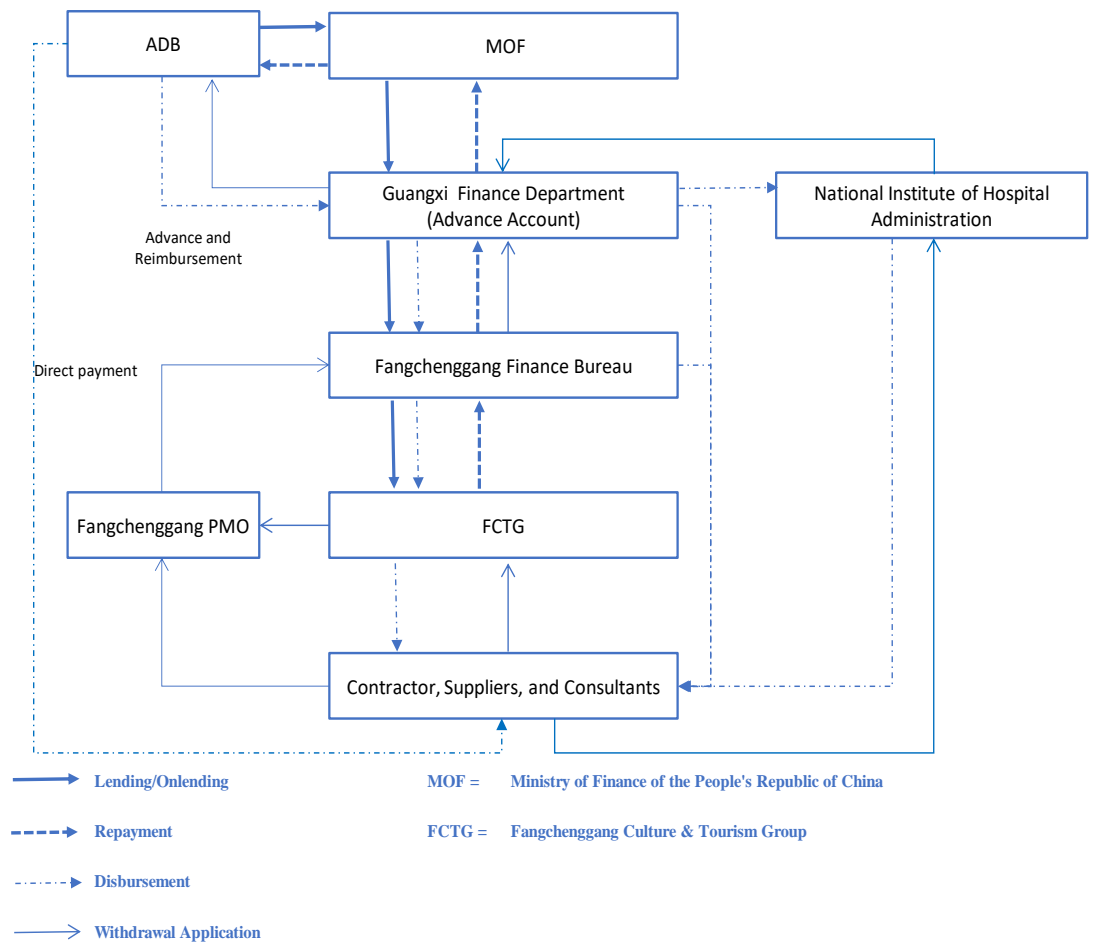 ADB
MOF
Guangxi Finance Department
(Advance Account)
National Institute of Hospital
Administration
Advance and
Reimbursement
Fangchenggang Finance Bureau
Direct payment
Fangchenggang PMO
FCTG
Contractor, Suppliers, and Consultants
Lending/Onlending
MOF = Ministry of Finance of the People's Republic of China
Repayment
FCTG = Fangchenggang Culture & Tourism Group
Disbursement
Withdrawal Application